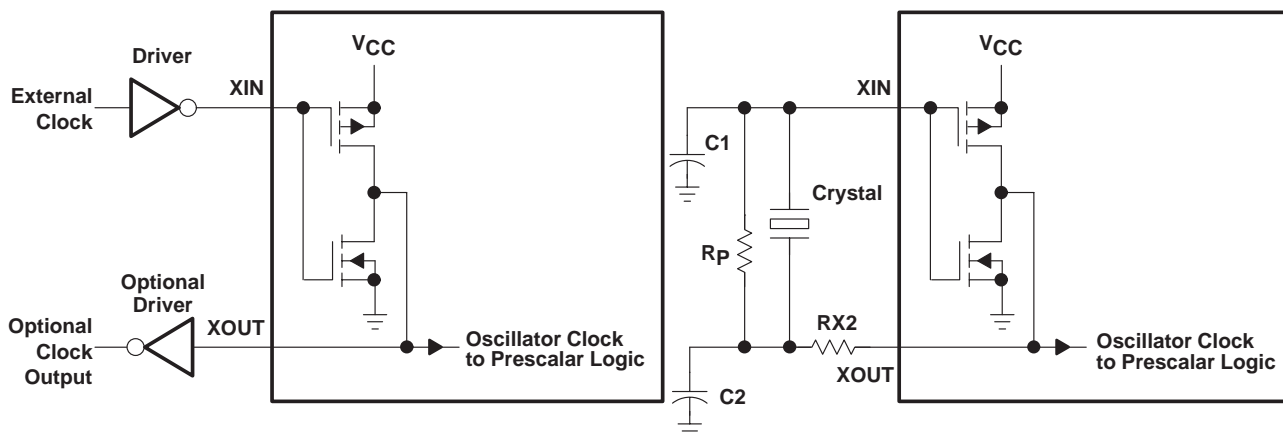 Driver
External
Clock
XIN
VCC
Optional
Driver
Optional
Clock
Output
XOUT
Oscillator Clock
to Prescalar Logic
VCC
XIN
C1
Crystal
RP
RX2
XOUT
C2
Oscillator Clock
to Prescalar Logic